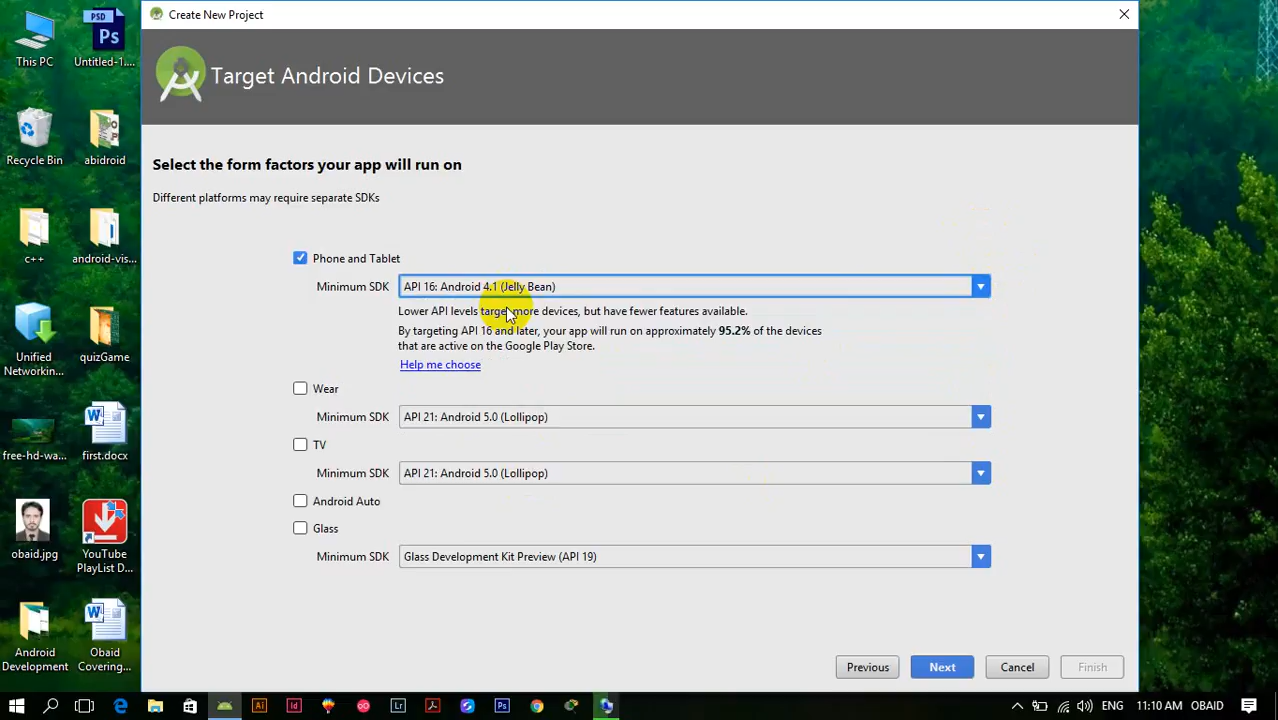 Create New Project
Target Android Devices
Select the form factors your app will run on
Different platforms may require separate SDKs
Phone and Tablet
Minimum SDK API 16: Android 4.1 (Jelly Bean)
Lower API levels target more devices, but have fewer features available.
By targeting API 16 and later, your app will run on approximately 95.2% of the devices
that are active on the Google Play Store.
Help me choose
Wear
Minimum SDK API 21: Android 5.0 (Lollipop)
TV
Minimum SDK API 21: Android 5.0 (Lollipop)
Android Auto
Glass
Minimum SDK Glass Development Kit Preview (API 19)
Previous Next Cancel Finish
This PC
PSD
Ps
Untitled-1....
Recycle Bin
abidroid
c++
android-vis...
Unified
Networkin...
quizGame
free-hd-wa...
first.docx
obaid.jpg
YouTube
PlayList D...
Android
Development
Obaid
Covering...
Ai
Id
Lr
Ps
ENG
11:10 AM
OBAID